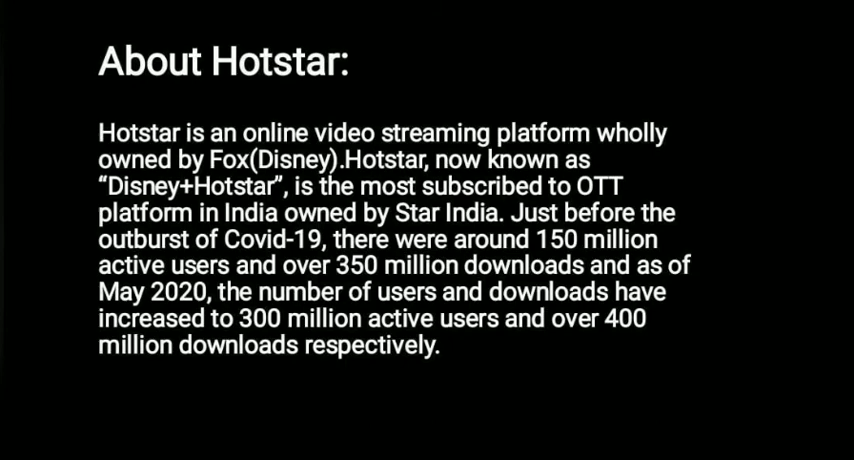 About Hotstar:
Hotstar is an online video streaming platform wholly
owned by Fox(Disney).Hotstar, now known as
“Disney+Hotstar”, is the most subscribed to OTT
platform in India owned by Star India. Just before the
outburst of Covid-19, there were around 150 million
active users and over 350 million downloads and as of
May 2020, the number of users and downloads have
increased to 300 million active users and over 400
million downloads respectively.